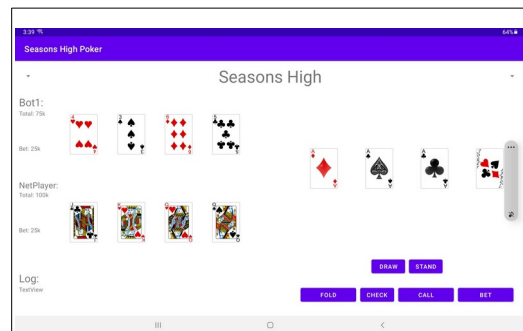 3:39
64%
Seasons High Poker
Seasons High
Bot1:
Total: 75k
Bet: 25k
NetPlayer:
Total: 100k
Bet: 25k
A A A
DRAW STAND
Log:
TextView
FOLD CHECK CALL BET